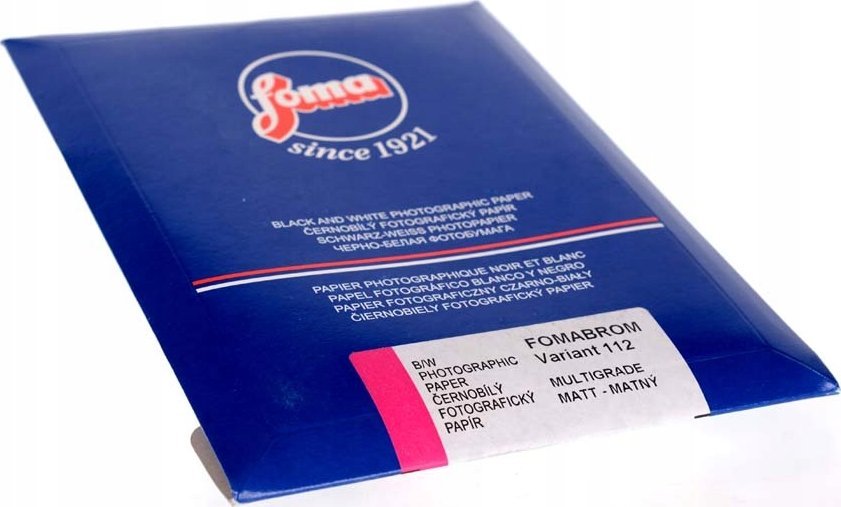 foma
since 1921
BLACK AND WHITE PHOTOGRAPHIC PAPER
ČERNOBÍLÝ FOTOGRAFICKÝ PAPÍR
SCHWARZ-WEISS PHOTOPAPIER
ЧЕРНО-БЕЛАЯ ФОТОБУМАГА
PAPIER PHOTOGRAPHIQUE NOIR ET BLANC
PAPEL FOTOGRÁFICO BLANCO Y NEGRO
PAPIER FOTOGRAFICZNY CZARNO-BIAŁY
ČIERNOBIELY FOTOGRAFICKÝ PAPIER
B/W
PHOTOGRAPHIC
PAPER
ČERNOBÍLÝ
FOTOGRAFICKÝ
PAPÍR
FOMABROM
Variant 112
MULTIGRADE
MATT - MATNÝ